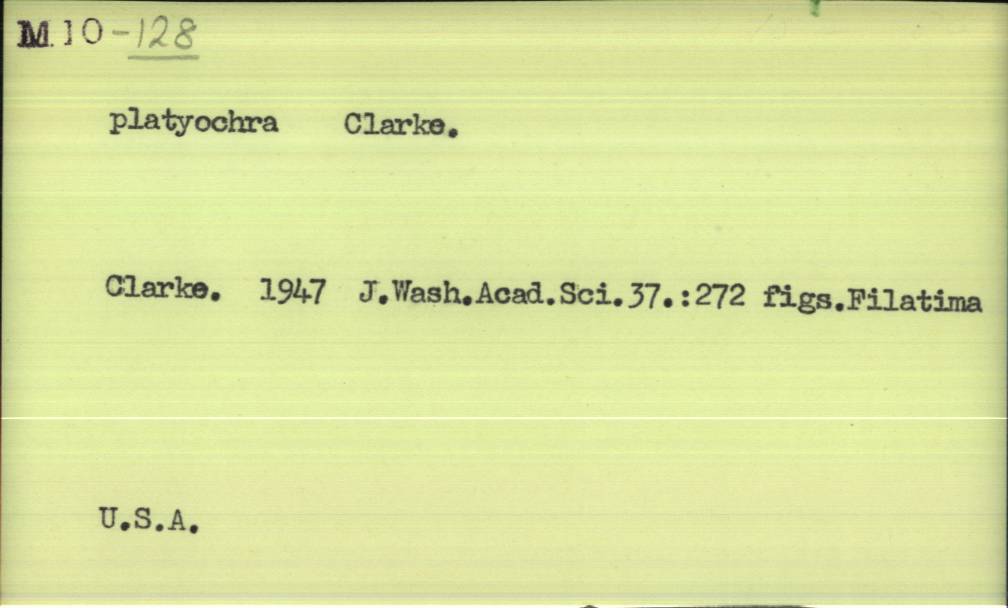 M.10-128
platyochra Clarke.
Clarke. 1947 J.Wash.Acad.Sci.37.:272 figs.Filatima
U.S.A.